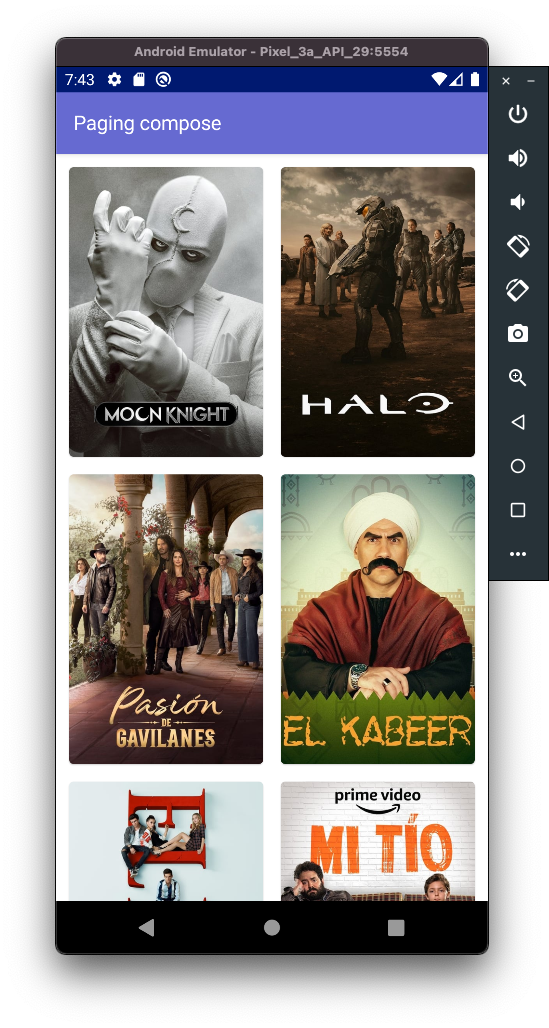 Android Emulator - Pixel_3a_API_29:5554
7:43
Paging compose
MOON KNIGHT
HALO
Pasión
DE
GAVILANES
EL KABEER
prime video
MI TÍO